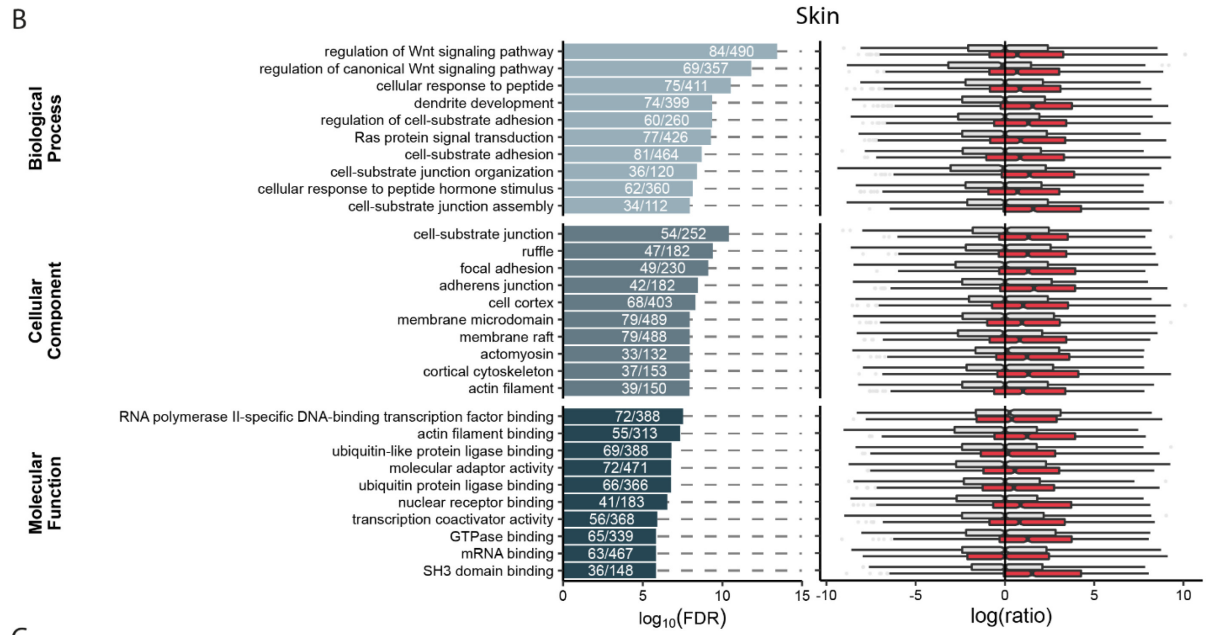 B
Skin
Biological
Process
regulation of Wnt signaling pathway 84/490
regulation of canonical Wnt signaling pathway 69/357
cellular response to peptide 75/411
dendrite development 74/399
regulation of cell-substrate adhesion 60/260
Ras protein signal transduction 77/426
cell-substrate adhesion 81/464
cell-substrate junction organization 36/120
cellular response to peptide hormone stimulus 62/360
cell-substrate junction assembly 34/112
Cellular
Component
cell-substrate junction 54/252
ruffle 47/182
focal adhesion 49/230
adherens junction 42/182
cell cortex 68/403
membrane microdomain 79/489
membrane raft 79/488
actomyosin 33/132
cortical cytoskeleton 37/153
actin filament 39/150
Molecular
Function
RNA polymerase II-specific DNA-binding transcription factor binding 72/388
actin filament binding 55/313
ubiquitin-like protein ligase binding 69/388
molecular adaptor activity 72/471
ubiquitin protein ligase binding 66/366
nuclear receptor binding 41/183
transcription coactivator activity 56/368
GTPase binding 65/339
mRNA binding 63/467
SH3 domain binding 36/148
0 5 10 15 -10 -5 0 5 10
log10(FDR) log(ratio)